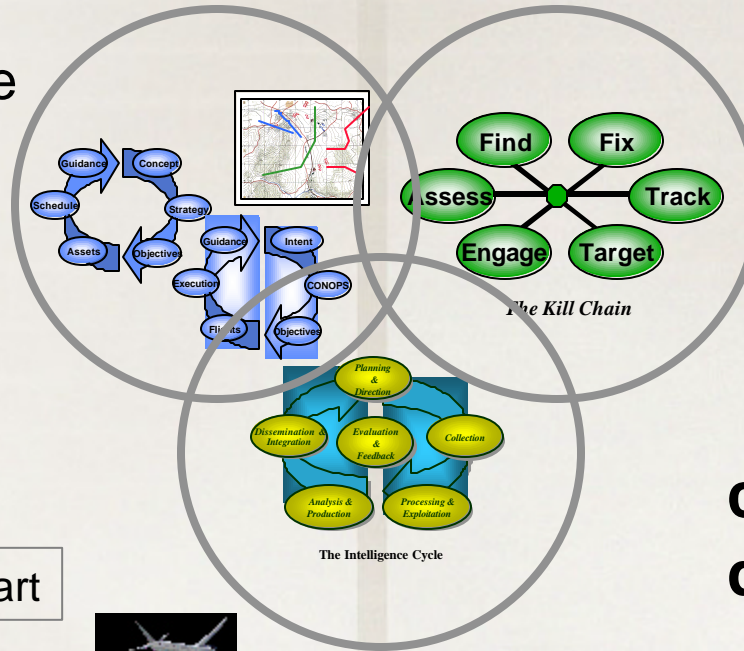 e
Guidance
Concept
Schedule
Strategy
Assets
Objectives
Guidance
Intent
Execution
CONOPS
Flights
Objectives
Find
Fix
Assess
Track
Engage
Target
The Kill Chain
Planning
&
Direction
Dissemination &
Integration
Evaluation
&
Feedback
Collection
Analysis &
Production
Processing &
Exploitation
The Intelligence Cycle
art